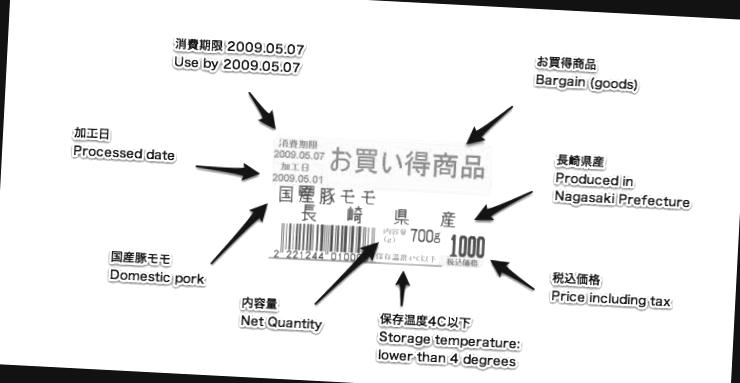 消費期限 2009.05.07
Use by 2009.05.07
お買得商品
Bargain (goods)
加工日
Processed date
長崎県産
Produced in
Nagasaki Prefecture
消費期限
2009.05.07
お買い得商品
加工日
2009.05.01
国産豚モモ
長崎県産
内容量
(g)
700g
1000
税込価格
2 221244 0100
保存温度4℃以下
国産豚モモ
Domestic pork
内容量
Net Quantity
保存温度4C以下
Storage temperature:
lower than 4 degrees
税込価格
Price including tax